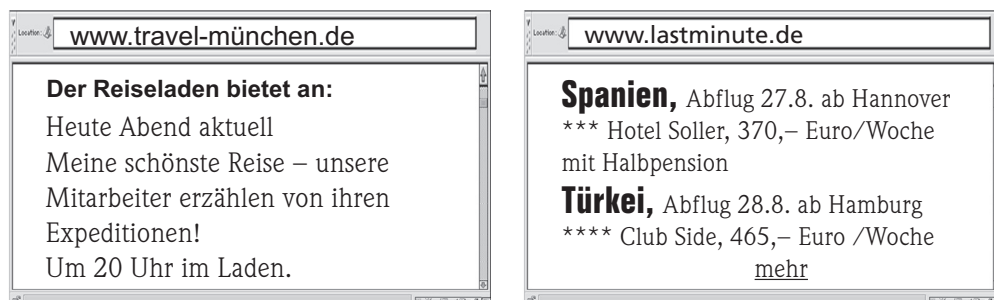 Location:
www.travel-münchen.de
Der Reiseladen bietet an:
Heute Abend aktuell
Meine schönste Reise – unsere
Mitarbeiter erzählen von ihren
Expeditionen!
Um 20 Uhr im Laden.
Location:
www.lastminute.de
Spanien, Abflug 27.8. ab Hannover
*** Hotel Soller, 370,– Euro/Woche
mit Halbpension
Türkei, Abflug 28.8. ab Hamburg
**** Club Side, 465,– Euro /Woche
mehr